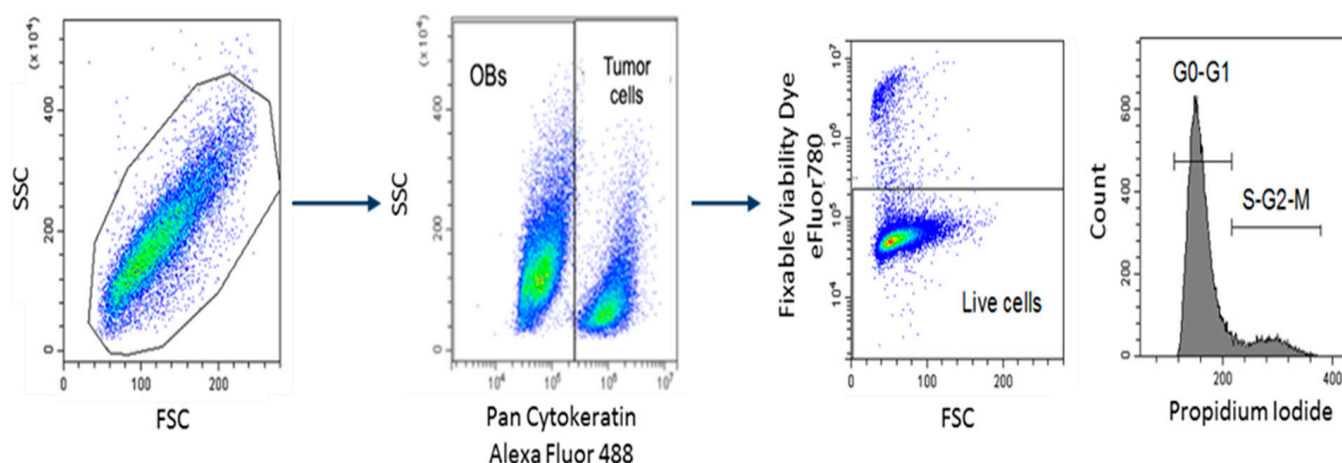 (x 10⁴)
SSC
400
200
0
0
100
200
FSC
(x 10⁴)
SSC
400
200
0
OBs
Tumor
cells
10⁴
10⁵
10⁶
10⁷
Pan Cytokeratin
Alexa Fluor 488
Fixable Viability Dye
eFluor780
10⁷
10⁶
10⁵
10⁴
Live cells
0
100
200
FSC
Count
600
400
200
0
G0-G1
S-G2-M
200
400
Propidium Iodide